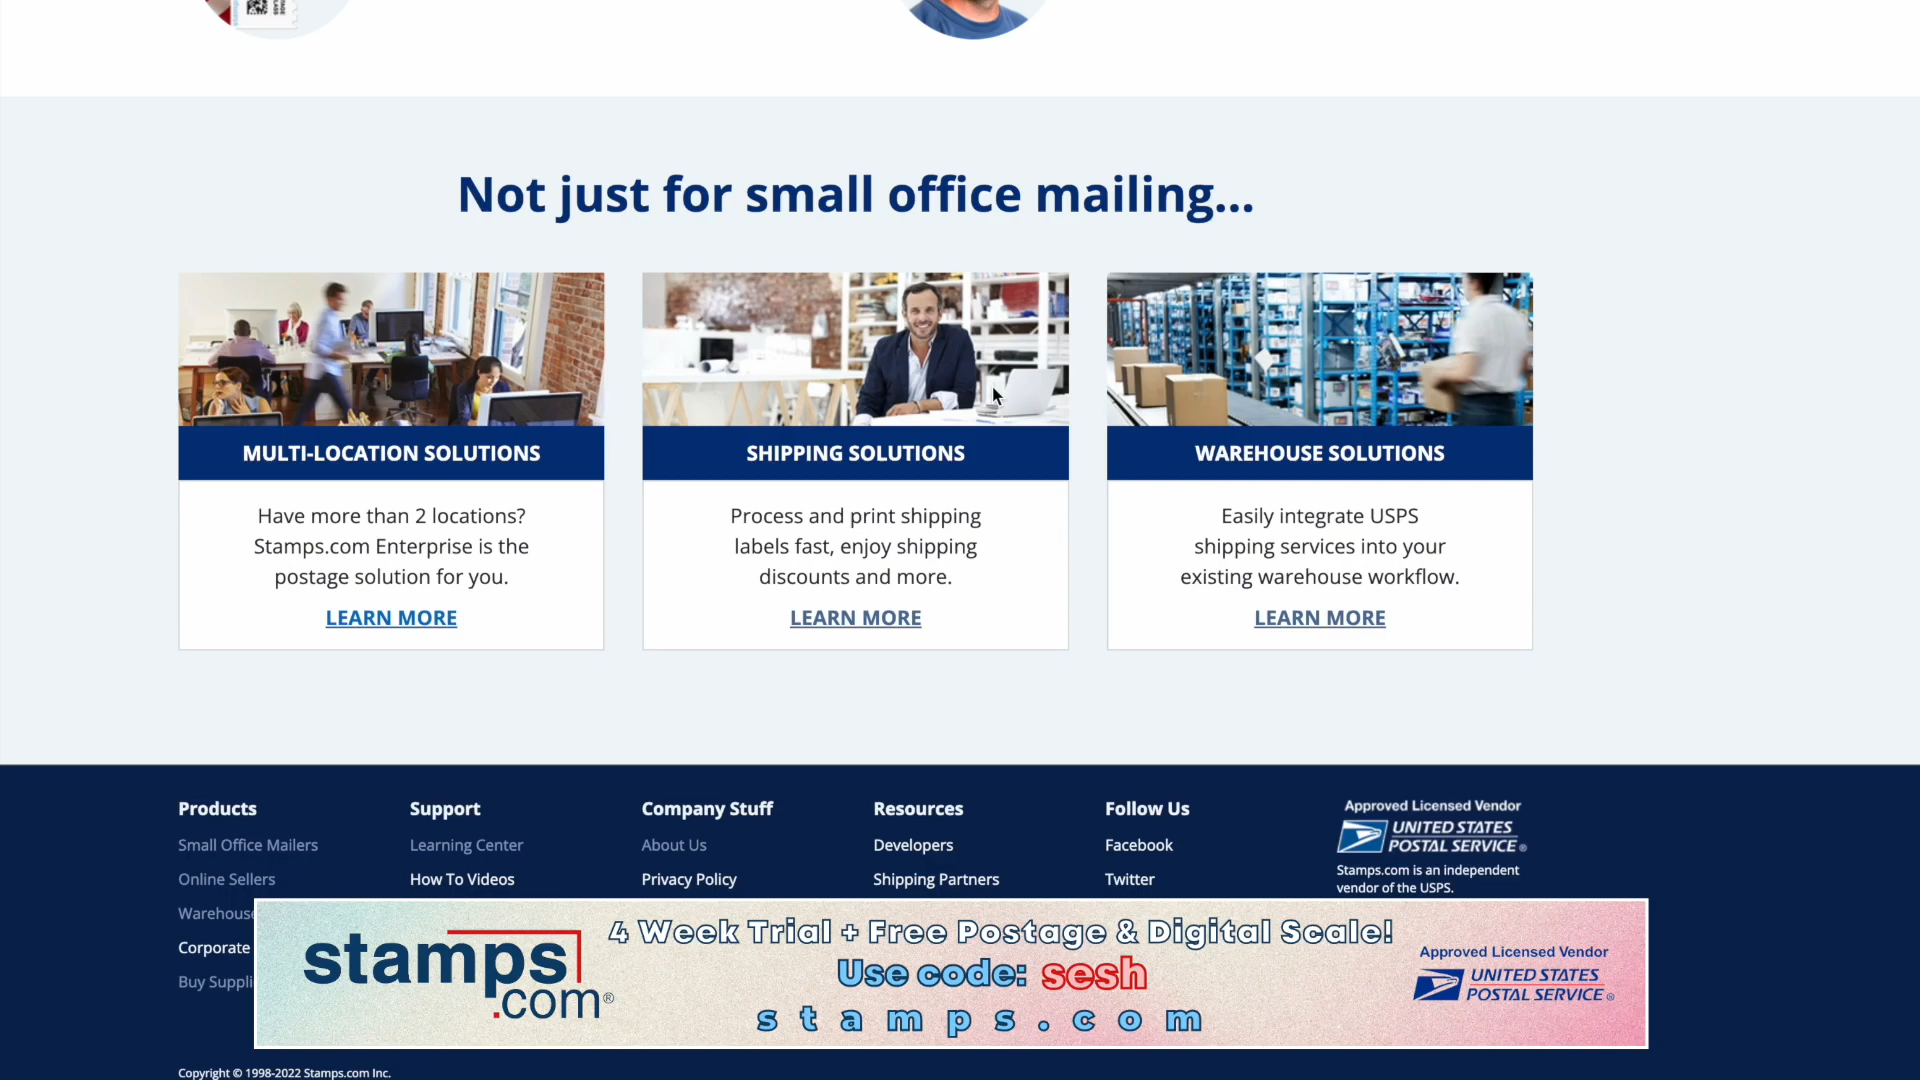 Not just for small office mailing...
MULTI-LOCATION SOLUTIONS
Have more than 2 locations?
Stamps.com Enterprise is the
postage solution for you.
LEARN MORE
SHIPPING SOLUTIONS
Process and print shipping
labels fast, enjoy shipping
discounts and more.
LEARN MORE
WAREHOUSE SOLUTIONS
Easily integrate USPS
shipping services into your
existing warehouse workflow.
LEARN MORE
Products
Small Office Mailers
Online Sellers
Warehouse
Corporate
Buy
Support
Learning Center
How To Videos
Company Stuff
About Us
Privacy Policy
Resources
Developers
Shipping Partners
Follow Us
Facebook
Twitter
Approved Licensed Vendor
UNITED STATES
POSTAL SERVICE®
Stamps.com is an independent
vendor of the USPS.
stamps
.com®
4 Week Trial + Free Postage & Digital Scale!
Use code: sesh
stamps.com
Approved Licensed Vendor
UNITED STATES
POSTAL SERVICE®
Copyright © 1998-2022 Stamps.com Inc.